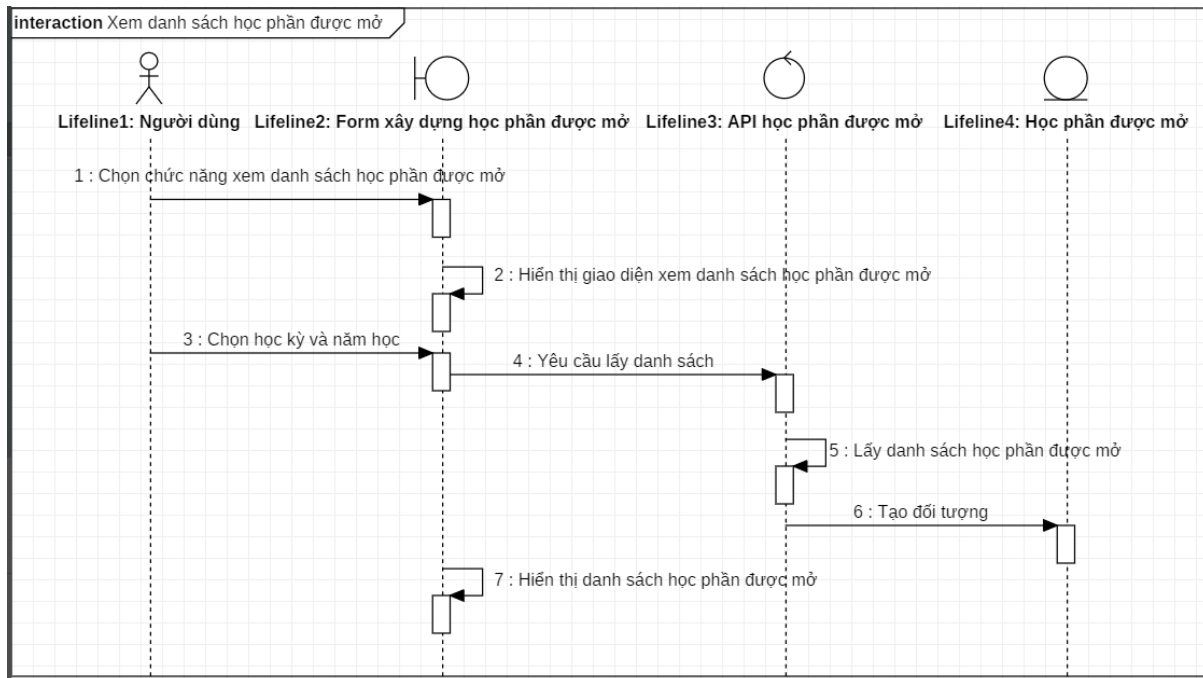 interaction Xem danh sách học phần được mở
Lifeline1: Người dùng
Lifeline2: Form xây dựng học phần được mở
Lifeline3: API học phần được mở
Lifeline4: Học phần được mở
1 : Chọn chức năng xem danh sách học phần được mở
2 : Hiển thị giao diện xem danh sách học phần được mở
3 : Chọn học kỳ và năm học
4 : Yêu cầu lấy danh sách
5 : Lấy danh sách học phần được mở
6 : Tạo đối tượng
7 : Hiển thị danh sách học phần được mở